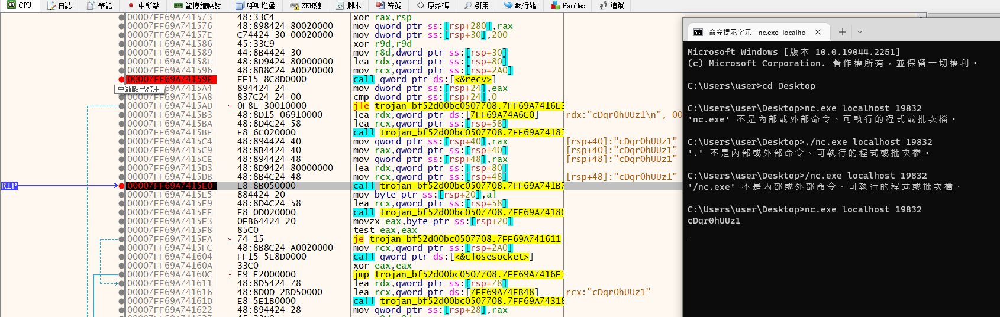 CPU 日誌 筆記 中斷點 記憶體映射 呼叫堆疊 SEH鏈 腳本 符號 原始碼 引用 執行緒 Handles 追蹤
00007FF69A741573 48:33C4 xor rax,rsp
00007FF69A741576 48:898424 80020000 mov qword ptr ss:[rsp+280],rax
00007FF69A74157E C74424 30 00020000 mov dword ptr ss:[rsp+30],200
00007FF69A741586 45:33C9 xor r9d,r9d
00007FF69A741589 44:8B4424 30 mov r8d,dword ptr ss:[rsp+30]
00007FF69A74158E 48:8D9424 80000000 lea rdx,qword ptr ss:[rsp+80]
00007FF69A741596 48:8B8C24 A0020000 mov rcx,qword ptr ss:[rsp+2A0]
00007FF69A74159E FF15 8C8D0000 call qword ptr ds:[<&recv>]
中斷點已啓用 00007FF69A7415A4 894424 24 mov dword ptr ss:[rsp+24],eax
00007FF69A7415A8 837C24 24 00 cmp dword ptr ss:[rsp+24],0
00007FF69A7415AD 0F8E 30010000 jle trojan_bf52d00bc0507708.7FF69A7416E3
00007FF69A7415B3 48:8D15 06910000 lea rdx,qword ptr ds:[7FF69A74A6C0] rdx:"cDqr0hUUz1\n", 00
00007FF69A7415BA 48:8D4C24 58 lea rcx,qword ptr ss:[rsp+58]
00007FF69A7415BF E8 6C020000 call trojan_bf52d00bc0507708.7FF69A74183
00007FF69A7415C4 48:894424 40 mov qword ptr ss:[rsp+40],rax [rsp+40]:"cDqr0hUUz1"
00007FF69A7415C9 48:8B4424 40 mov rax,qword ptr ss:[rsp+40] [rsp+40]:"cDqr0hUUz1"
00007FF69A7415CE 48:894424 48 mov qword ptr ss:[rsp+48],rax [rsp+48]:"cDqr0hUUz1"
00007FF69A7415D3 48:8D9424 80000000 lea rdx,qword ptr ss:[rsp+80]
00007FF69A7415DB 48:8B4C24 48 mov rcx,qword ptr ss:[rsp+48] [rsp+48]:"cDqr0hUUz1"
RIP 00007FF69A7415E0 E8 8B050000 call trojan_bf52d00bc0507708.7FF69A741B7
00007FF69A7415E5 884424 20 mov byte ptr ss:[rsp+20],al
00007FF69A7415E9 48:8D4C24 58 lea rcx,qword ptr ss:[rsp+58]
00007FF69A7415EE E8 0D020000 call trojan_bf52d00bc0507708.7FF69A74180
00007FF69A7415F3 0FB64424 20 movzx eax,byte ptr ss:[rsp+20]
00007FF69A7415F8 85C0 test eax,eax
00007FF69A7415FA 74 15 je trojan_bf52d00bc0507708.7FF69A741611
00007FF69A7415FC 48:8B8C24 A0020000 mov rcx,qword ptr ss:[rsp+2A0]
00007FF69A741604 FF15 5E8D0000 call qword ptr ds:[<&closesocket>]
00007FF69A74160A 33C0 xor eax,eax
00007FF69A74160C E9 E2000000 jmp trojan_bf52d00bc0507708.7FF69A7416F3
00007FF69A741611 48:8D5424 78 lea rdx,qword ptr ss:[rsp+78]
00007FF69A741616 48:8D0D 2BD50000 lea rcx,qword ptr ds:[7FF69A74EB48] rcx:"cDqr0hUUz1"
00007FF69A74161D E8 5E1B0000 call trojan_bf52d00bc0507708.7FF69A74318
00007FF69A741622 48:894424 28 mov qword ptr ss:[rsp+28],rax
命令提示字元 - nc.exe localho
Microsoft Windows [版本 10.0.19044.2251]
(c) Microsoft Corporation. 著作權所有，並保留一切權利。
C:\Users\user>cd Desktop
C:\Users\user\Desktop>nc.exe localhost 19832
'nc.exe' 不是內部或外部命令、可執行的程式或批次檔。
C:\Users\user\Desktop>./nc.exe localhost 19832
'.' 不是內部或外部命令、可執行的程式或批次檔。
C:\Users\user\Desktop>/nc.exe localhost 19832
'/nc.exe' 不是內部或外部命令、可執行的程式或批次檔。
C:\Users\user\Desktop>nc.exe localhost 19832
cDqr0hUUz1